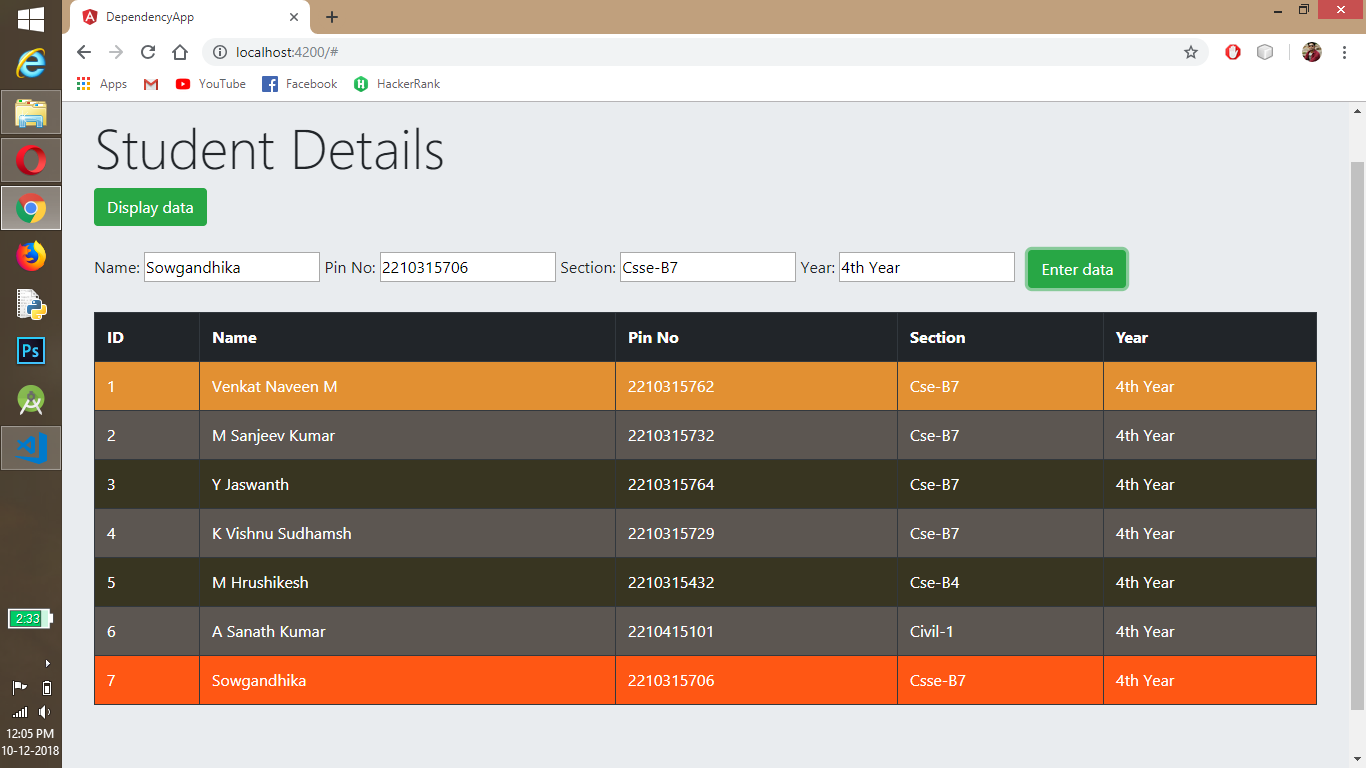 DependencyApp
localhost:4200/#
Apps YouTube Facebook HackerRank
Student Details
Display data
Name: Sowgandhika Pin No: 2210315706 Section: Csse-B7 Year: 4th Year Enter data
ID Name Pin No Section Year
1 Venkat Naveen M 2210315762 Cse-B7 4th Year
2 M Sanjeev Kumar 2210315732 Cse-B7 4th Year
3 Y Jaswanth 2210315764 Cse-B7 4th Year
4 K Vishnu Sudhamsh 2210315729 Cse-B7 4th Year
5 M Hrushikesh 2210315432 Cse-B4 4th Year
6 A Sanath Kumar 2210415101 Civil-1 4th Year
7 Sowgandhika 2210315706 Csse-B7 4th Year
Ps
2:33
12:05 PM
10-12-2018